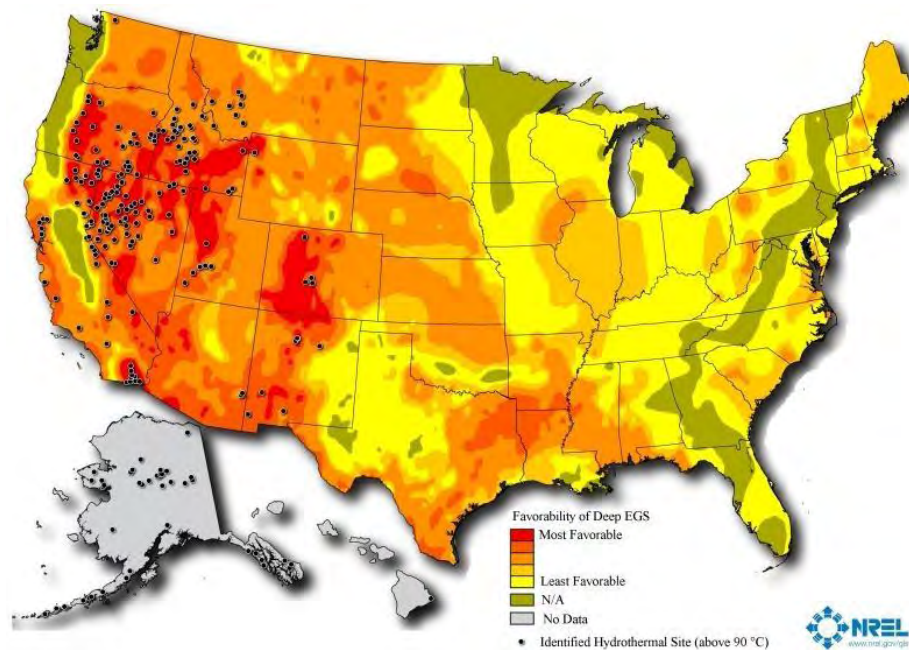 Favorability of Deep EGS
Most Favorable
Least Favorable
N/A
No Data
Identified Hydrothermal Site (above 90 °C)
NREL